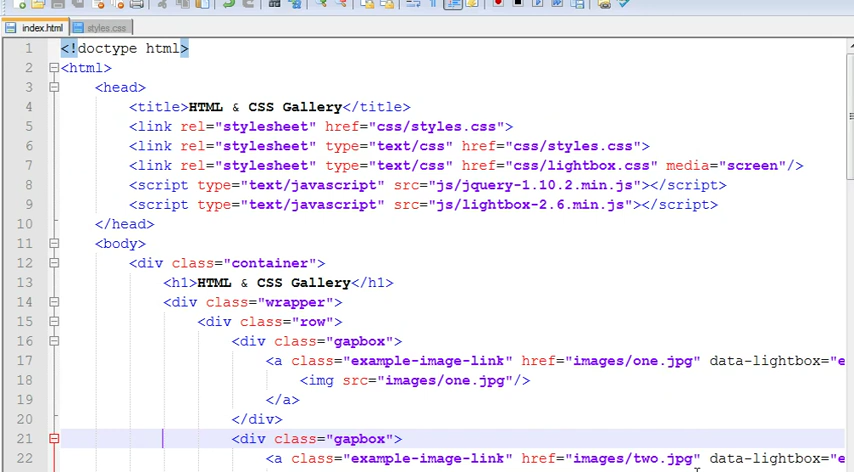 index.html styles.css
1 <!doctype html>
2 <html>
3 <head>
4 <title>HTML & CSS Gallery</title>
5 <link rel="stylesheet" href="css/styles.css">
6 <link rel="stylesheet" type="text/css" href="css/styles.css">
7 <link rel="stylesheet" type="text/css" href="css/lightbox.css" media="screen"/>
8 <script type="text/javascript" src="js/jquery-1.10.2.min.js"></script>
9 <script type="text/javascript" src="js/lightbox-2.6.min.js"></script>
10 </head>
11 <body>
12 <div class="container">
13 <h1>HTML & CSS Gallery</h1>
14 <div class="wrapper">
15 <div class="row">
16 <div class="gapbox">
17 <a class="example-image-link" href="images/one.jpg" data-lightbox="e
18 <img src="images/one.jpg"/>
19 </a>
20 </div>
21 <div class="gapbox">
22 <a class="example-image-link" href="images/two.jpg" data-lightbox="e